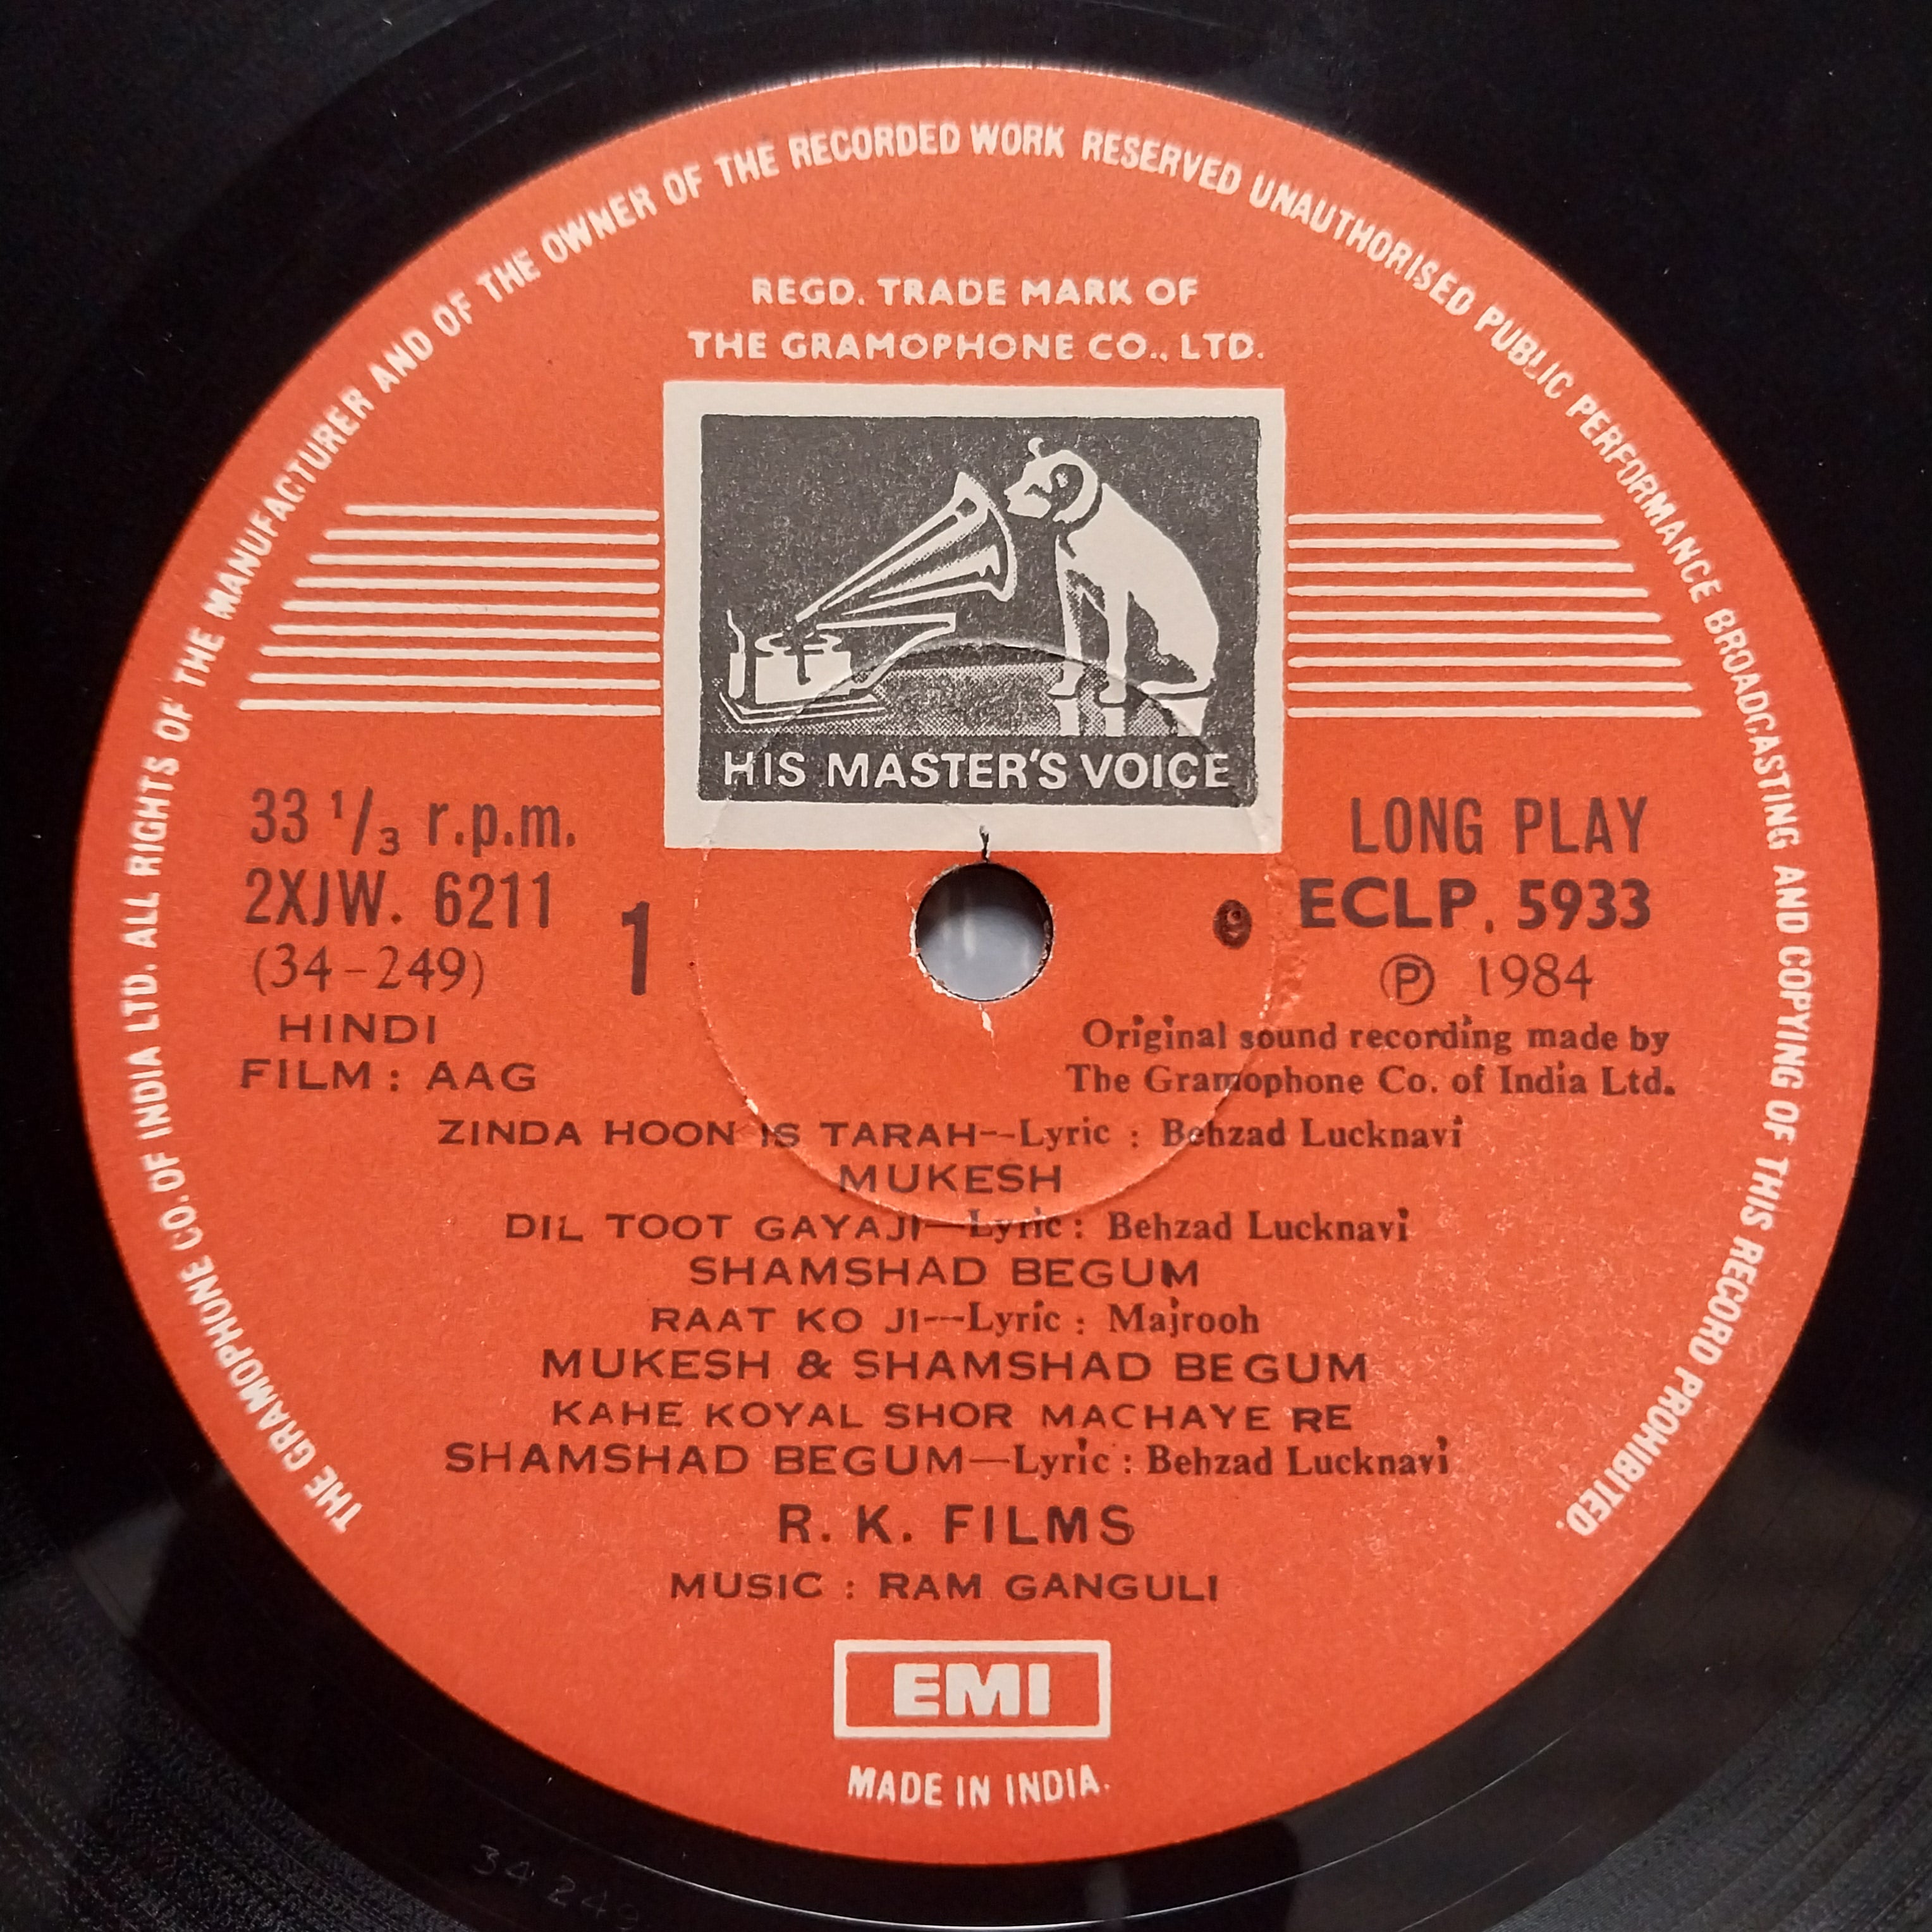 THE GRAMOPHONE CO. OF INDIA LTD. ALL RIGHTS OF THE MANUFACTURER AND OF THE OWNER OF THE RECORDED WORK RESERVED UNAUTHORISED PUBLIC PERFORMANCE BROADCASTING AND COPYING OF THIS RECORD PROHIBITED.
REGD. TRADE MARK OF
THE GRAMOPHONE CO., LTD.
HIS MASTER'S VOICE
33 1/3 r.p.m.
2XJW. 6211
(34-249)
1
HINDI
FILM : AAG
LONG PLAY
ECLP. 5933
℗ 1984
Original sound recording made by
The Gramophone Co. of India Ltd.
ZINDA HOON IS TARAH--Lyric : Behzad Lucknavi
MUKESH
DIL TOOT GAYAJI—Lyric : Behzad Lucknavi
SHAMSHAD BEGUM
RAAT KO JI---Lyric : Majrooh
MUKESH & SHAMSHAD BEGUM
KAHE KOYAL SHOR MACHAYE RE
SHAMSHAD BEGUM—Lyric : Behzad Lucknavi
R. K. FILMS
MUSIC : RAM GANGULI
EMI
MADE IN INDIA.
34 249